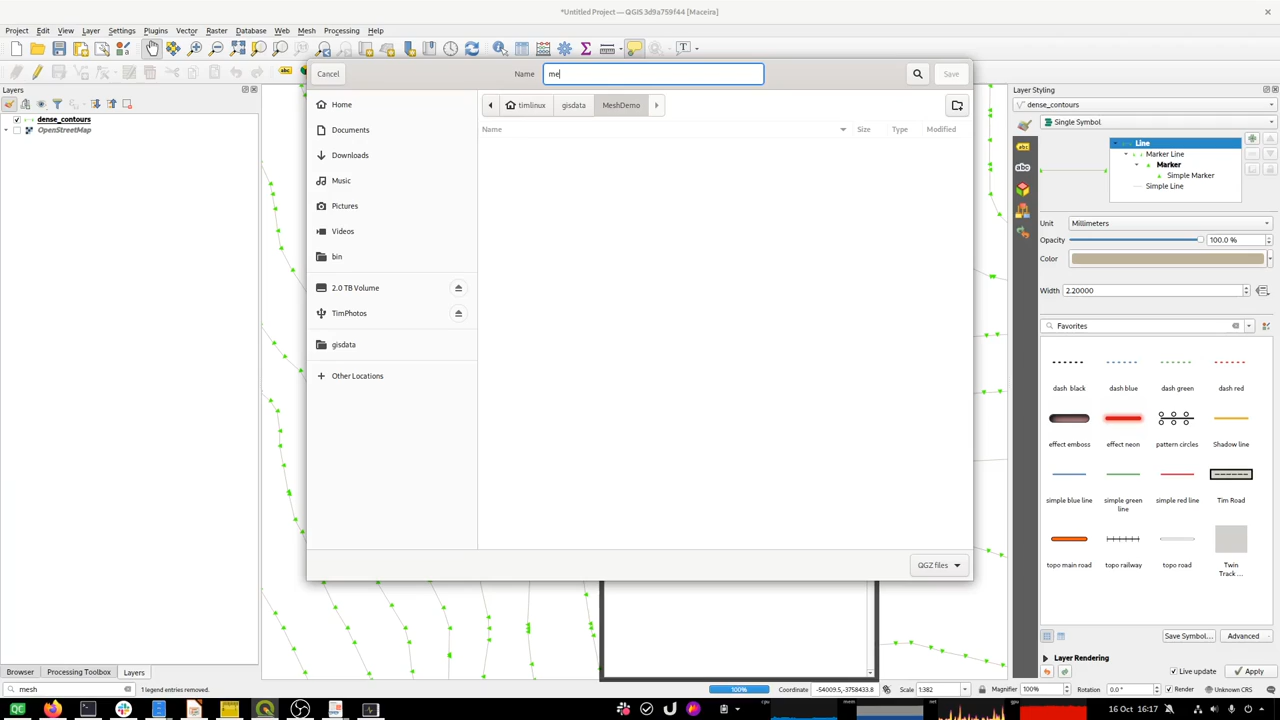 *Untitled Project — QGIS 3d9a759f44 [Maceira]
Project Edit View Layer Settings Plugins Vector Raster Database Web Mesh Processing Help
Cancel Name me Save
Layers
dense_contours
OpenStreetMap
timlinux gisdata MeshDemo
Name Size Type Modified
Home
Documents
Downloads
Music
Pictures
Videos
bin
2.0 TB Volume
TimPhotos
gisdata
Other Locations
QGZ files
Layer Styling
dense_contours
Single Symbol
Line
Marker Line
Marker
Simple Marker
Simple Line
Unit Millimeters
Opacity 100.0 %
Color
Width 2.20000
Favorites
dash black dash blue dash green dash red
effect emboss effect neon pattern circles Shadow line
simple blue line simple green line simple red line Tim Road
topo main road topo railway topo road Twin Track ...
Save Symbol... Advanced
Layer Rendering
Live update Apply
Browser Processing Toolbox Layers
mesh 1 legend entries removed. 100% Coordinate -54009.5,-3758433.8 Scale 1:382 Magnifier 100% Rotation 0.0 ° Render Unknown CRS
16 Oct 16:17